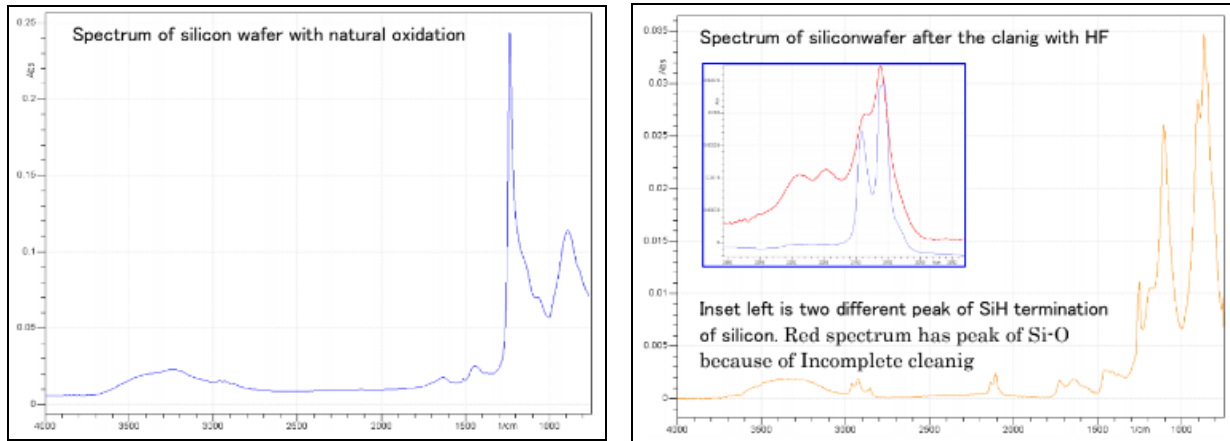 Spectrum of silicon wafer with natural oxidation
0.25
Abs
0.2
0.15
0.1
0.05
0
4000 3500 3000 2500 2000 1/cm 1500 1000
Spectrum of siliconwafer after the clanig with HF
0.035
Abs
0.03
0.025
0.02
0.015
0.01
0.005
0
4000 3500 3000 2500 2000 1/cm 1500 1000
Inset left is two different peak of SiH termination
of silicon. Red spectrum has peak of Si-O
because of Incomplete cleanig